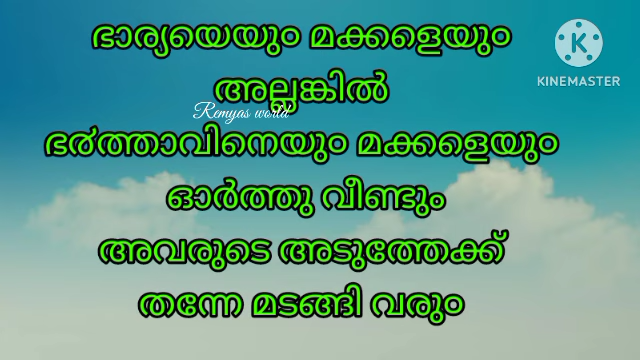 ഭാര്യയെയും മക്കളെയും
KINEMASTER
അല്ലങ്കിൽ
Remyas world
ഭർത്താവിനെയും മക്കളെയും
ഓർത്തു വീണ്ടും
അവരുടെ അടുത്തേക്ക്
തന്നേ മടങ്ങി വരും